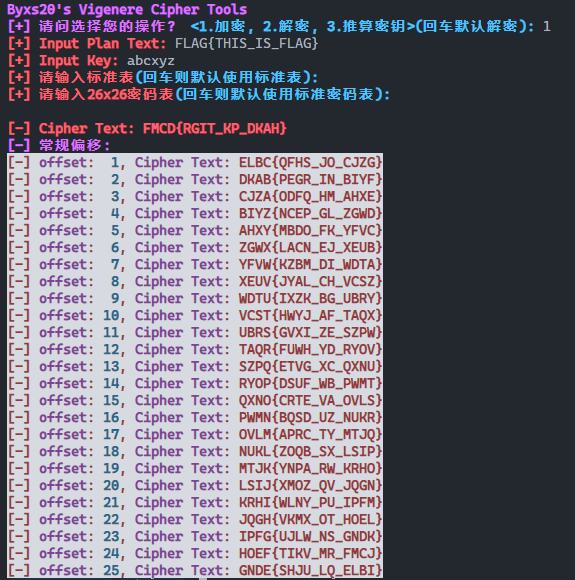 Byxs20's Vigenere Cipher Tools
[+] 请问选择您的操作? <1.加密, 2.解密, 3.推算密钥>(回车默认解密): 1
[+] Input Plan Text: FLAG{THIS_IS_FLAG}
[+] Input Key: abcxyz
[+] 请输入标准表(回车则默认使用标准表):
[+] 请输入26x26密码表(回车则默认使用标准密码表):
[-] Cipher Text: FMCD{RGIT_KP_DKAH}
[-] 常规偏移:
[-] offset:  1, Cipher Text: ELBC{QFHS_JO_CJZG}
[-] offset:  2, Cipher Text: DKAB{PEGR_IN_BIYF}
[-] offset:  3, Cipher Text: CJZA{ODFQ_HM_AHXE}
[-] offset:  4, Cipher Text: BIYZ{NCEP_GL_ZGWD}
[-] offset:  5, Cipher Text: AHXY{MBDO_FK_YFVC}
[-] offset:  6, Cipher Text: ZGWX{LACN_EJ_XEUB}
[-] offset:  7, Cipher Text: YFVW{KZBM_DI_WDTA}
[-] offset:  8, Cipher Text: XEUV{JYAL_CH_VCSZ}
[-] offset:  9, Cipher Text: WDTU{IXZK_BG_UBRY}
[-] offset: 10, Cipher Text: VCST{HWYJ_AF_TAQX}
[-] offset: 11, Cipher Text: UBRS{GVXI_ZE_SZPW}
[-] offset: 12, Cipher Text: TAQR{FUWH_YD_RYOV}
[-] offset: 13, Cipher Text: SZPQ{ETVG_XC_QXNU}
[-] offset: 14, Cipher Text: RYOP{DSUF_WB_PWMT}
[-] offset: 15, Cipher Text: QXNO{CRTE_VA_OVLS}
[-] offset: 16, Cipher Text: PWMN{BQSD_UZ_NUKR}
[-] offset: 17, Cipher Text: OVLM{APRC_TY_MTJQ}
[-] offset: 18, Cipher Text: NUKL{ZOQB_SX_LSIP}
[-] offset: 19, Cipher Text: MTJK{YNPA_RW_KRHO}
[-] offset: 20, Cipher Text: LSIJ{XMOZ_QV_JQGN}
[-] offset: 21, Cipher Text: KRHI{WLNY_PU_IPFM}
[-] offset: 22, Cipher Text: JQGH{VKMX_OT_HOEL}
[-] offset: 23, Cipher Text: IPFG{UJLW_NS_GNDK}
[-] offset: 24, Cipher Text: HOEF{TIKV_MR_FMCJ}
[-] offset: 25, Cipher Text: GNDE{SHJU_LQ_ELBI}